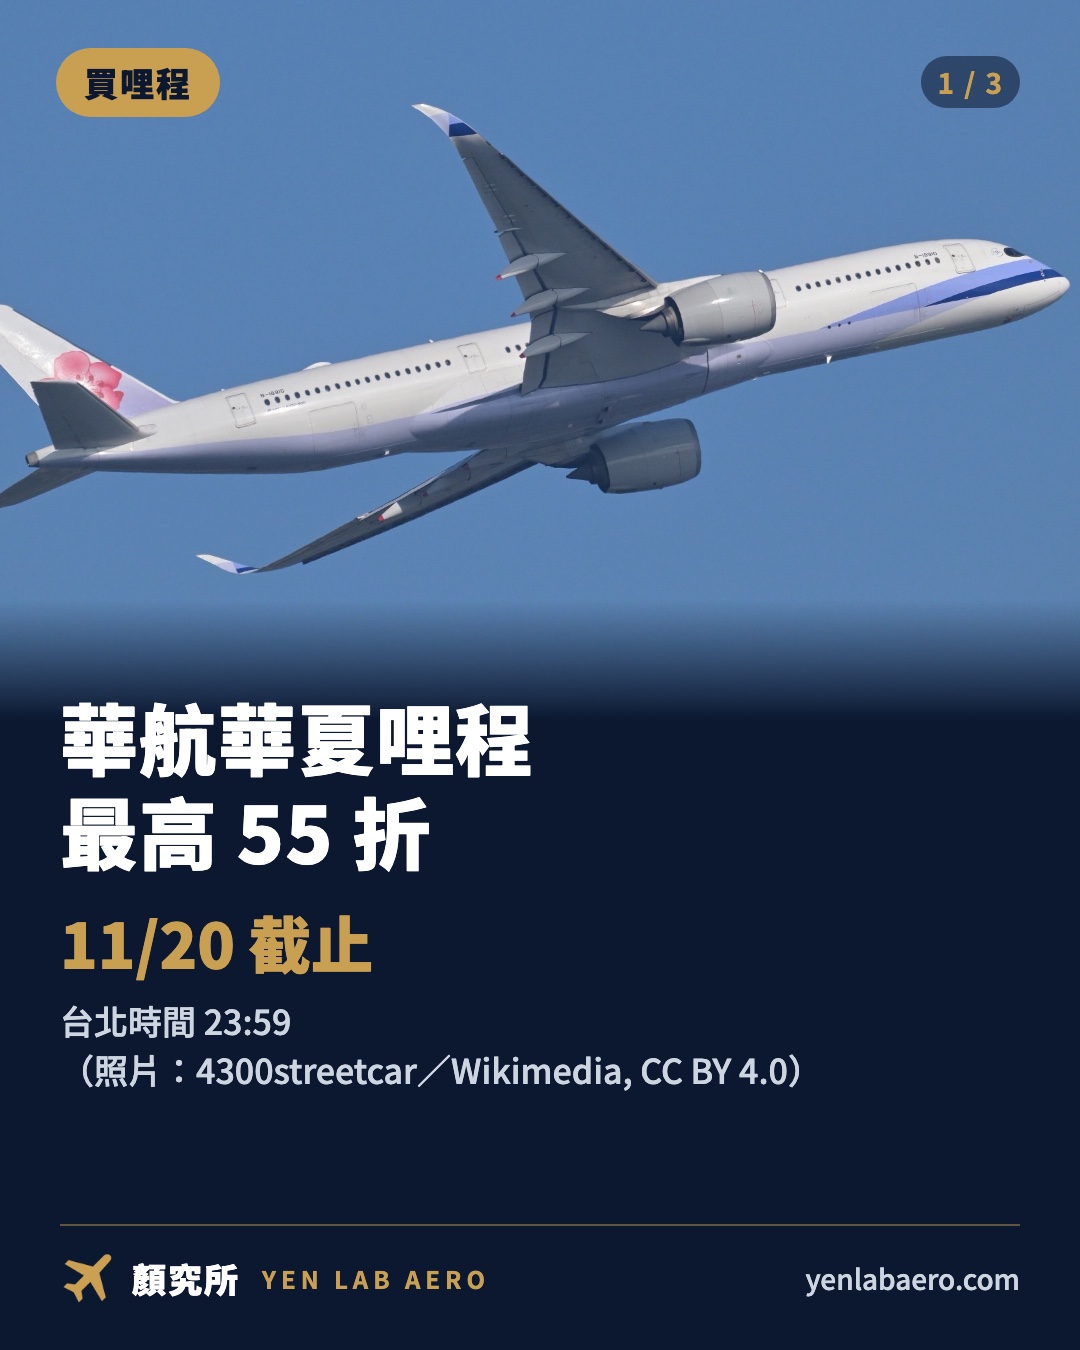 買哩程
1 / 3
華航華夏哩程
最高 55 折
11/20 截止
台北時間 23:59
（照片：4300streetcar／Wikimedia, CC BY 4.0）
顏究所 YEN LAB AERO
yenlabaero.com